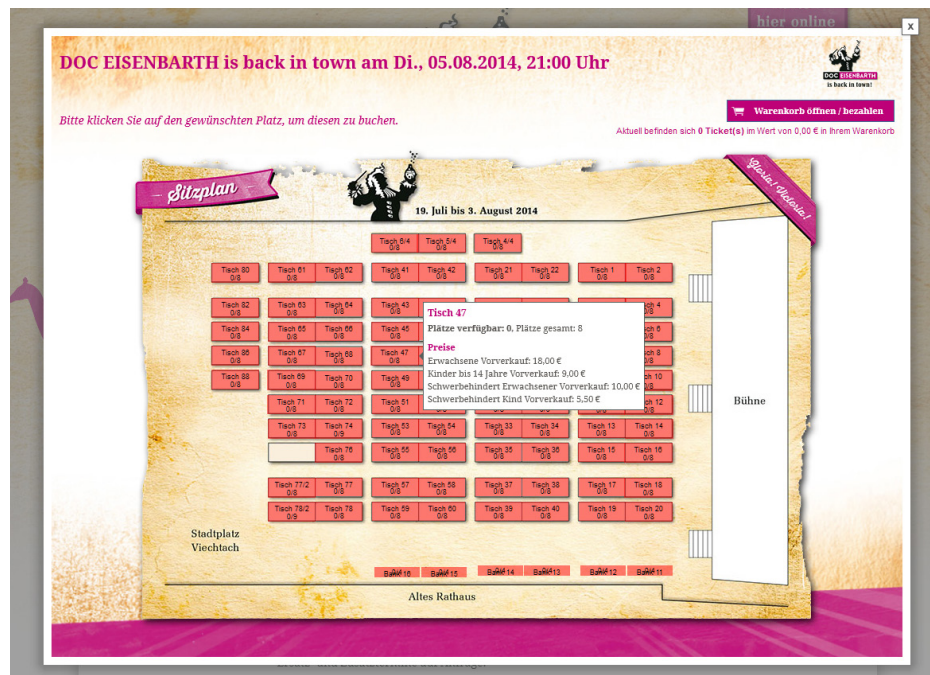 hier online
x
DOC EISENBARTH is back in town am Di., 05.08.2014, 21:00 Uhr
DOC EISENBARTH
is back in town!
Warenkorb öffnen / bezahlen
Bitte klicken Sie auf den gewünschten Platz, um diesen zu buchen.
Aktuell befinden sich 0 Ticket(s) im Wert von 0,00 € in Ihrem Warenkorb
Sitzplan
Gloria! Victoria!
19. Juli bis 3. August 2014
Tisch 6/4 Tisch 5/4 Tisch 4/4
0/8 0/8 0/8
Tisch 80 Tisch 61 Tisch 62 Tisch 41 Tisch 42 Tisch 21 Tisch 22 Tisch 1 Tisch 2
0/8 0/8 0/8 0/8 0/8 0/8 0/8 0/8 0/8
Tisch 82 Tisch 63 Tisch 64 Tisch 43 4
0/8 0/8 0/8 0/8
Tisch 47
Plätze verfügbar: 0, Plätze gesamt: 8
Preise
Erwachsene Vorverkauf: 18,00 €
Kinder bis 14 Jahre Vorverkauf: 9,00 €
Schwerbehindert Erwachsener Vorverkauf: 10,00 €
Schwerbehindert Kind Vorverkauf: 5,50 €
Tisch 84 Tisch 65 Tisch 66 Tisch 45 6
0/8 0/8 0/8 0/8
Tisch 86 Tisch 67 Tisch 68 Tisch 47 8
0/8 0/8 0/8 0/8
Tisch 88 Tisch 69 Tisch 70 Tisch 49 10
0/8 0/8 0/8 0/8
Tisch 71 Tisch 72 Tisch 51 12
0/8 0/8 0/8
Bühne
Tisch 73 Tisch 74 Tisch 53 Tisch 54 Tisch 33 Tisch 34 Tisch 13 Tisch 14
0/8 0/9 0/8 0/8 0/8 0/8 0/8 0/8
Tisch 76 Tisch 55 Tisch 56 Tisch 35 Tisch 36 Tisch 15 Tisch 16
0/8 0/8 0/8 0/8 0/8 0/8 0/8
Tisch 77/2 Tisch 77 Tisch 57 Tisch 58 Tisch 37 Tisch 38 Tisch 17 Tisch 18
0/8 0/8 0/8 0/8 0/8 0/8 0/8 0/8
Tisch 78/2 Tisch 78 Tisch 59 Tisch 60 Tisch 39 Tisch 40 Tisch 19 Tisch 20
0/9 0/8 0/8 0/8 0/8 0/8 0/8 0/8
Stadtplatz
Viechtach
Bank 16 Bank 15 Bank 14 Bank 13 Bank 12 Bank 11
0/4 0/4 0/4 0/4 0/4 0/4
Altes Rathaus